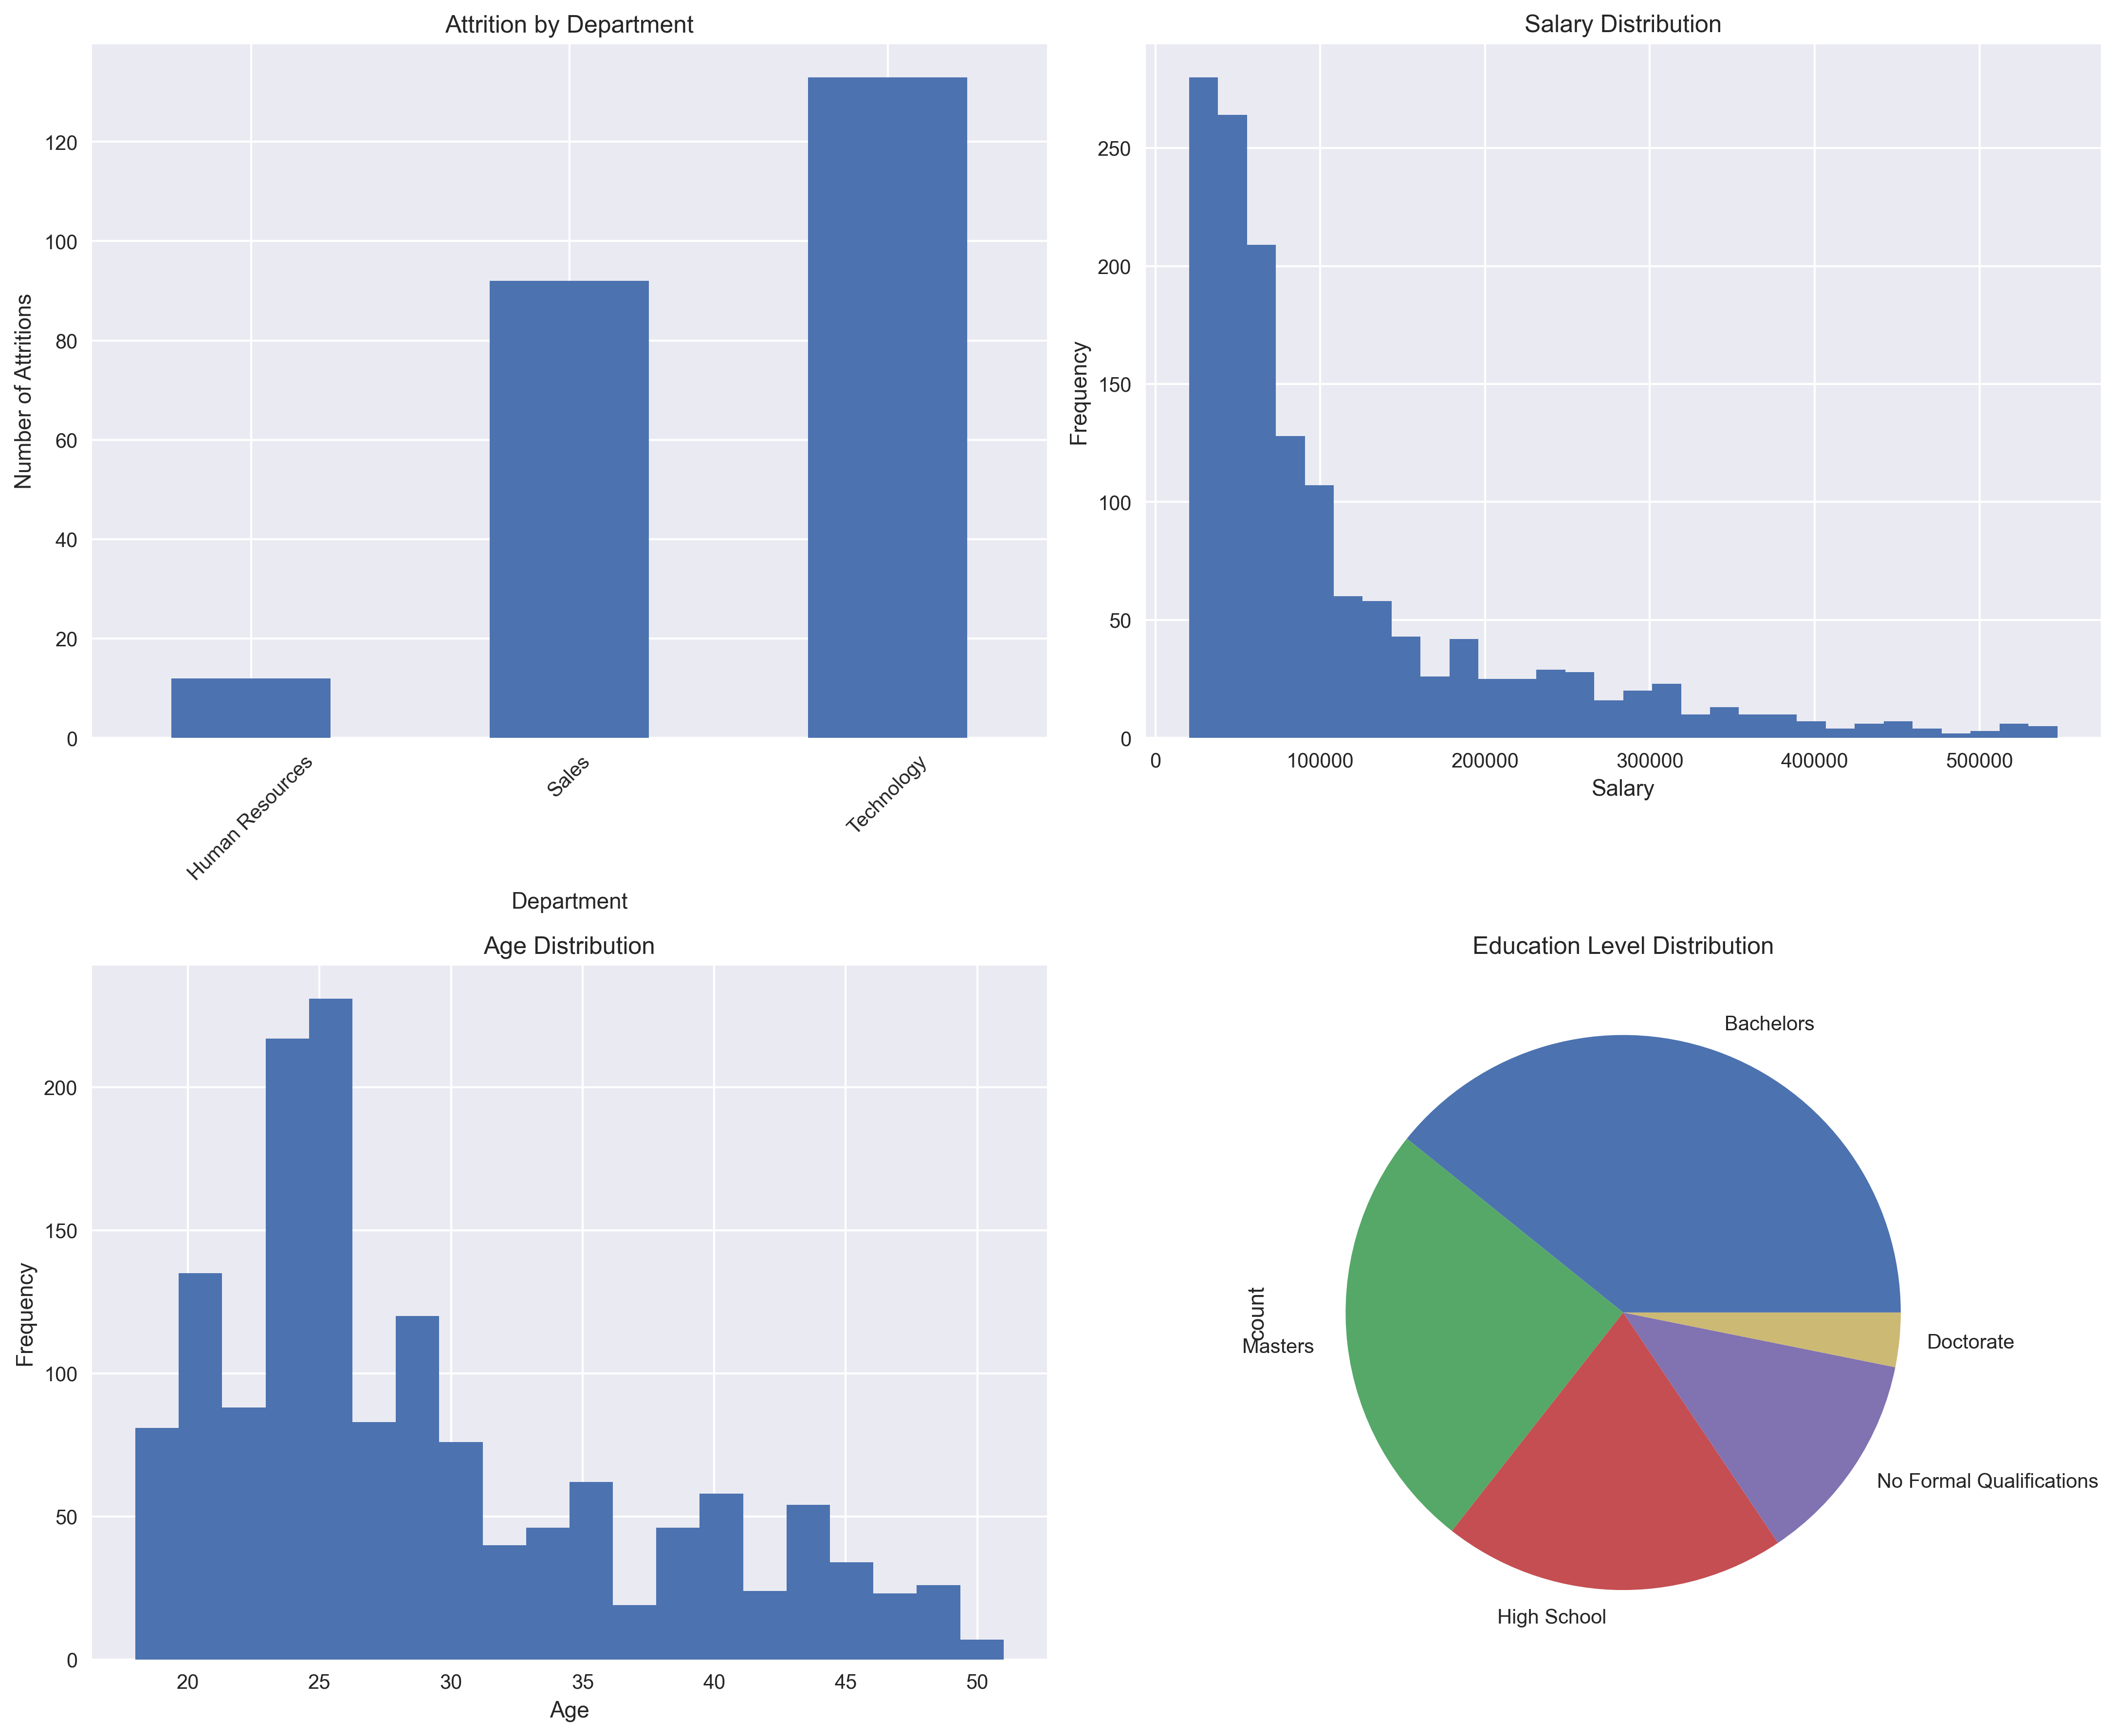 Attrition by Department
Number of Attritions
120
100
80
60
40
20
0
Human Resources
Sales
Technology
Department
Salary Distribution
Frequency
250
200
150
100
50
0
0
100000
200000
300000
400000
500000
Salary
Age Distribution
Frequency
200
150
100
50
0
20
25
30
35
40
45
50
Age
Education Level Distribution
Bachelors
count
Masters
Doctorate
No Formal Qualifications
High School